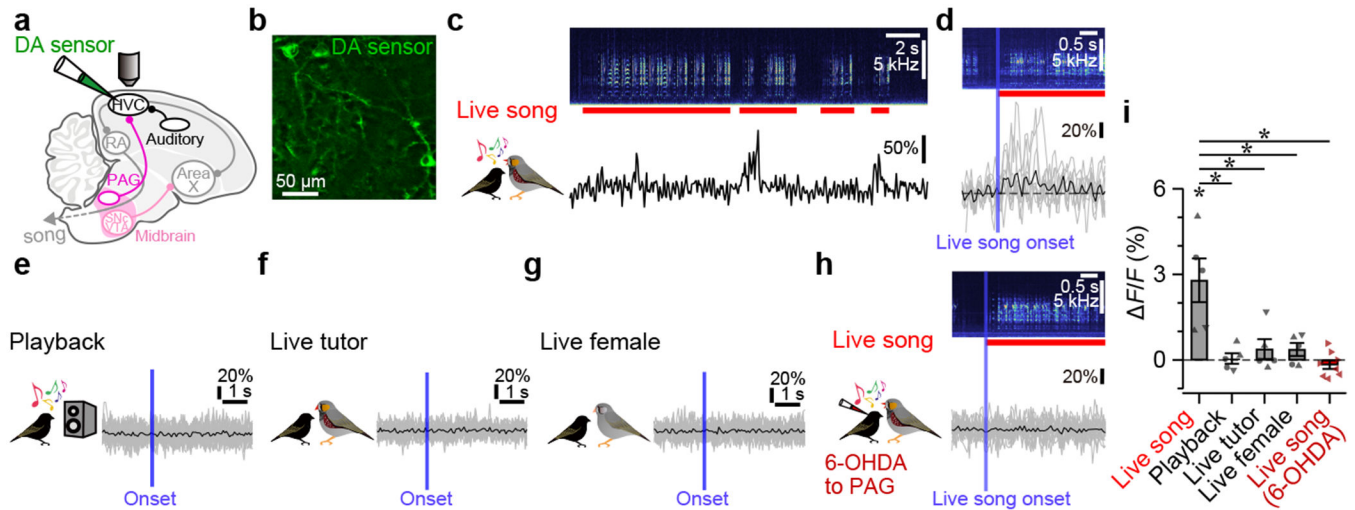 a
DA sensor
HVC
Auditory
RA
PAG
Area
X
SNc
VTA
Midbrain
song
b
DA sensor
50 µm
c
2 s
5 kHz
Live song
50%
d
0.5 s
5 kHz
20%
Live song onset
e
Playback
20%
1 s
Onset
f
Live tutor
20%
1 s
Onset
g
Live female
20%
1 s
Onset
h
Live song
0.5 s
5 kHz
20%
6-OHDA
to PAG
Live song onset
i
* 
*
*
*
*
6
3
0
ΔF/F (%)
Live song
Playback
Live tutor
Live female
Live song
(6-OHDA)